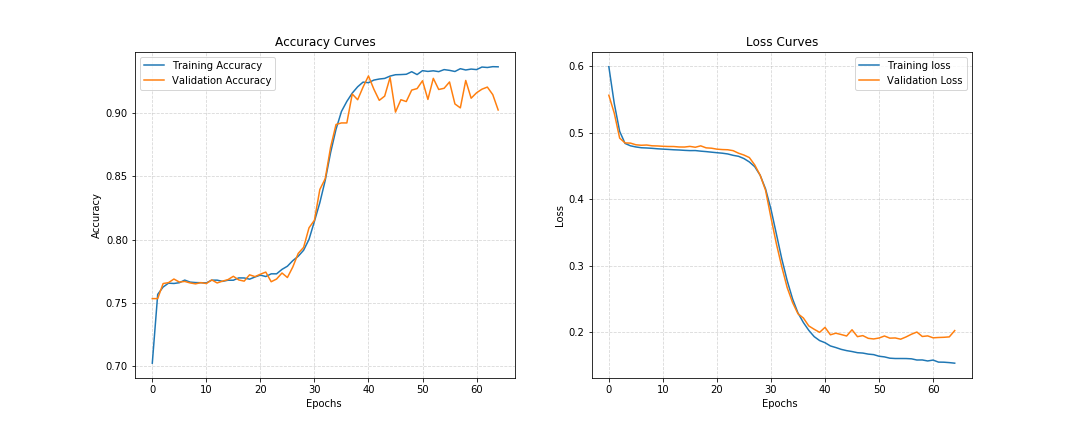 Accuracy Curves
Training Accuracy
Validation Accuracy
0.90
0.85
0.80
0.75
0.70
Accuracy
0 10 20 30 40 50 60
Epochs
Loss Curves
Training loss
Validation Loss
0.6
0.5
0.4
0.3
0.2
Loss
0 10 20 30 40 50 60
Epochs